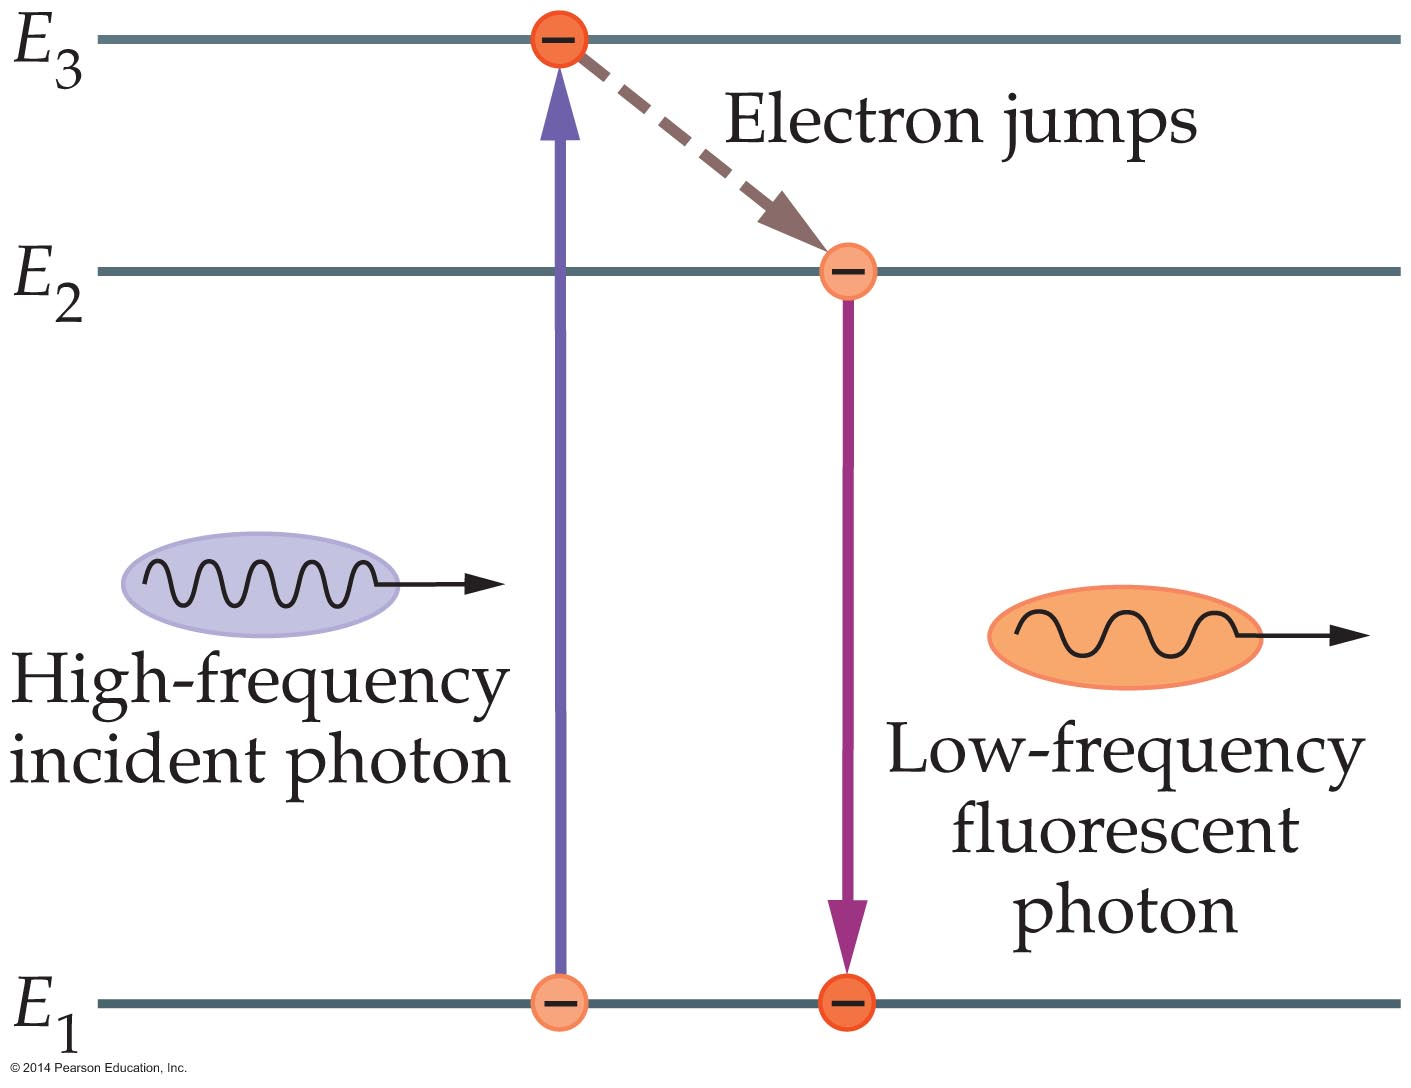 E3
Electron jumps
E2
High-frequency
incident photon
Low-frequency
fluorescent
photon
E1
© 2014 Pearson Education, Inc.